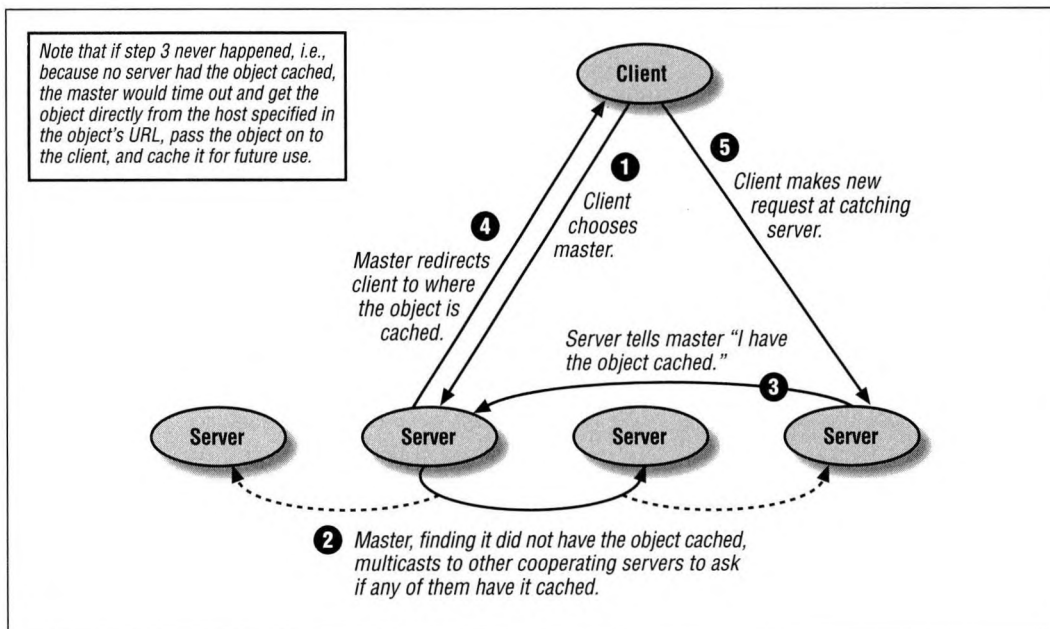 Note that if step 3 never happened, i.e.,
because no server had the object cached,
the master would time out and get the
object directly from the host specified in
the object's URL, pass the object on to
the client, and cache it for future use.
Client
1
Client
chooses
master.
5
Client makes new
request at catching
server.
4
Master redirects
client to where
the object is
cached.
Server tells master “I have
the object cached.”
3
Server
Server
Server
Server
2 Master, finding it did not have the object cached,
multicasts to other cooperating servers to ask
if any of them have it cached.